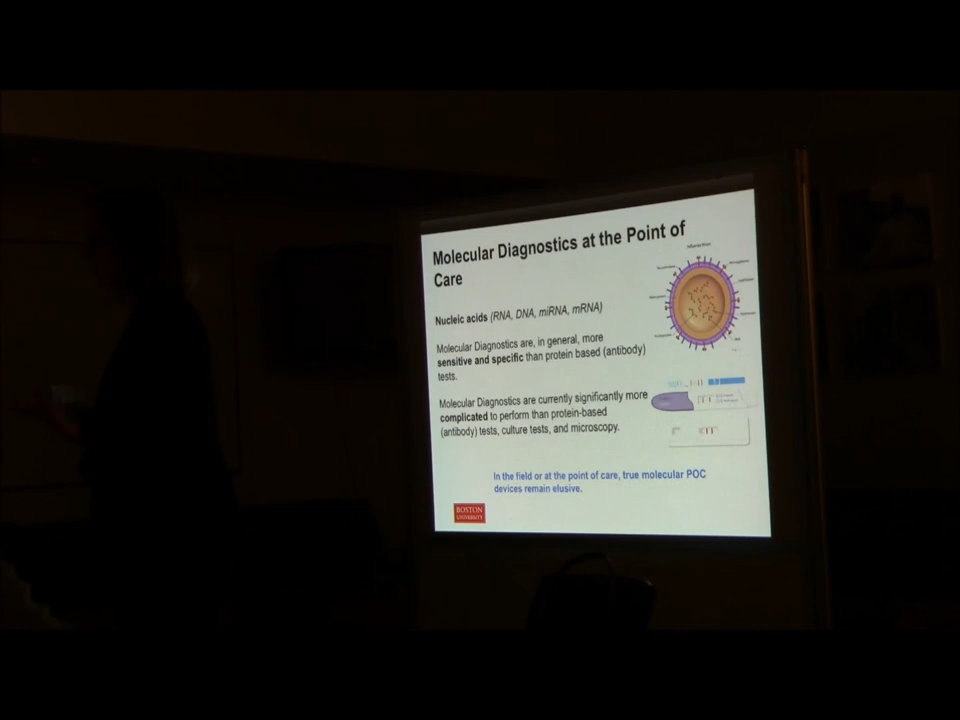 Molecular Diagnostics at the Point of
Care
Nucleic acids (RNA, DNA, miRNA, mRNA)
Molecular Diagnostics are, in general, more
sensitive and specific than protein based (antibody)
tests.
Molecular Diagnostics are currently significantly more
complicated to perform than protein-based
(antibody) tests, culture tests, and microscopy.
In the field or at the point of care, true molecular POC
devices remain elusive.
BOSTON
UNIVERSITY